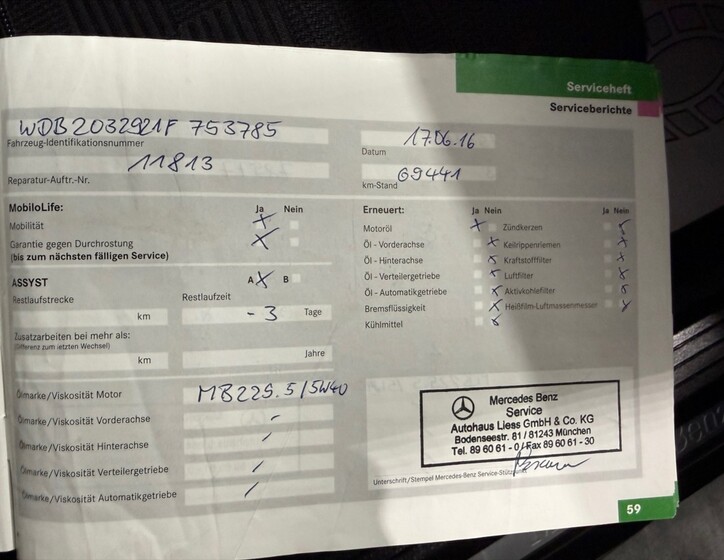 Serviceheft
Serviceberichte
WDB2032921F 753785
Fahrzeug-Identifikationsnummer
11813
Reparatur-Auftr.-Nr.
17.06.16
Datum
69441
km-Stand
MobiloLife: Ja Nein
Mobilität X
Garantie gegen Durchrostung X
(bis zum nächsten fälligen Service)
ASSYST A X B
Restlaufstrecke Restlaufzeit
km - 3 Tage
Zusatzarbeiten bei mehr als:
(Differenz zum letzten Wechsel)
km Jahre
Erneuert: Ja Nein Ja Nein
Motoröl X Zündkerzen X
Öl - Vorderachse X Keilrippenriemen X
Öl - Hinterachse X Kraftstofffilter X
Öl - Verteilergetriebe X Luftfilter X
Öl - Automatikgetriebe X Aktivkohlefilter X
Bremsflüssigkeit X Heißfilm-Luftmassenmesser X
Kühlmittel X
Ölmarke/Viskosität Motor MB229.5/5W40
Ölmarke/Viskosität Vorderachse -
Ölmarke/Viskosität Hinterachse /
Ölmarke/Viskosität Verteilergetriebe /
Ölmarke/Viskosität Automatikgetriebe /
Mercedes Benz
Service
Autohaus Liess GmbH & Co. KG
Bodenseestr. 81 / 81243 München
Tel. 89 60 61 - 0 / Fax 89 60 61 - 30
Unterschrift/Stempel Mercedes-Benz Service-Stützpunkt
59